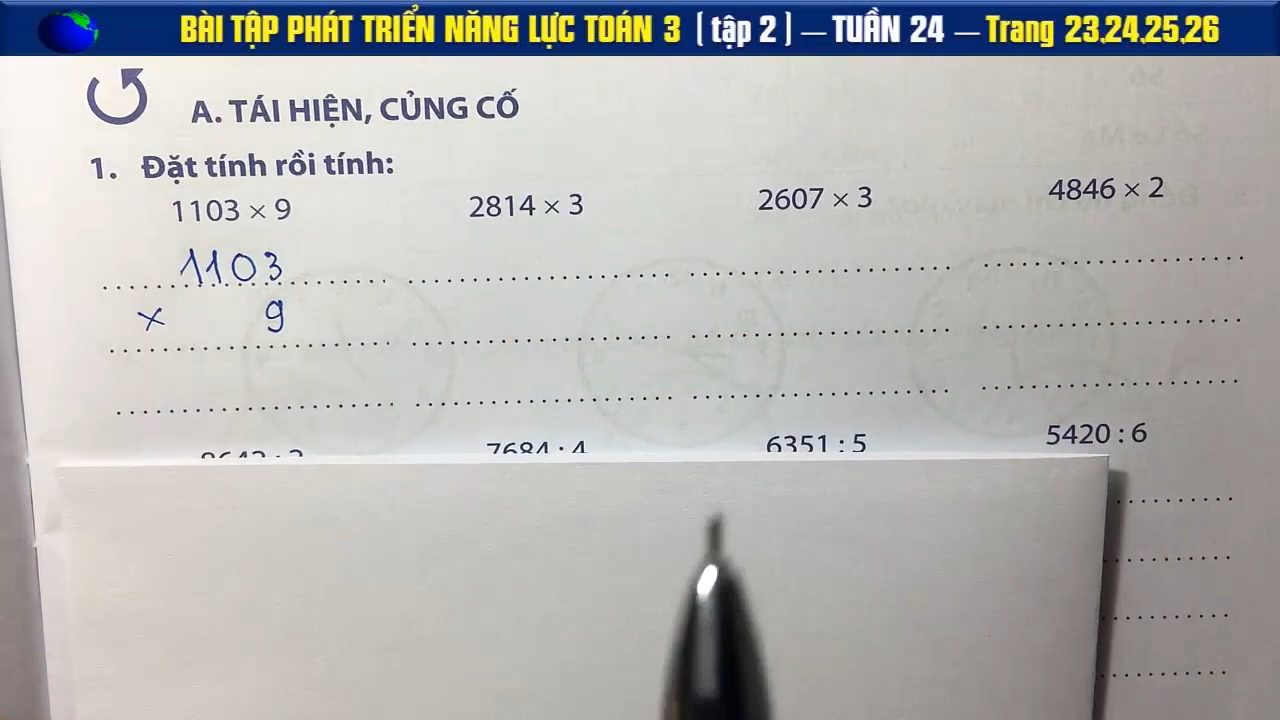 BÀI TẬP PHÁT TRIỂN NĂNG LỰC TOÁN 3 ( tập 2 ) – TUẦN 24 – Trang 23,24,25,26
A. TÁI HIỆN, CỦNG CỐ
1. Đặt tính rồi tính:
1103 × 9 2814 × 3 2607 × 3 4846 × 2
1103
× 9
7684 : 4 6351 : 5 5420 : 6